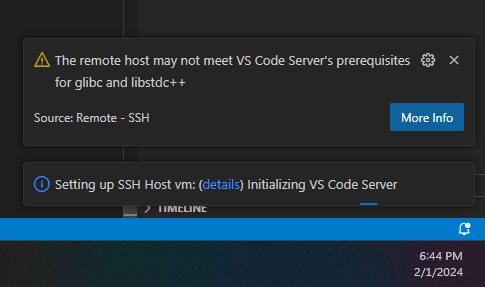 The remote host may not meet VS Code Server's prerequisites
for glibc and libstdc++
Source: Remote - SSH
More Info
Setting up SSH Host vm: (details) Initializing VS Code Server
TIMELINE
6:44 PM
2/1/2024